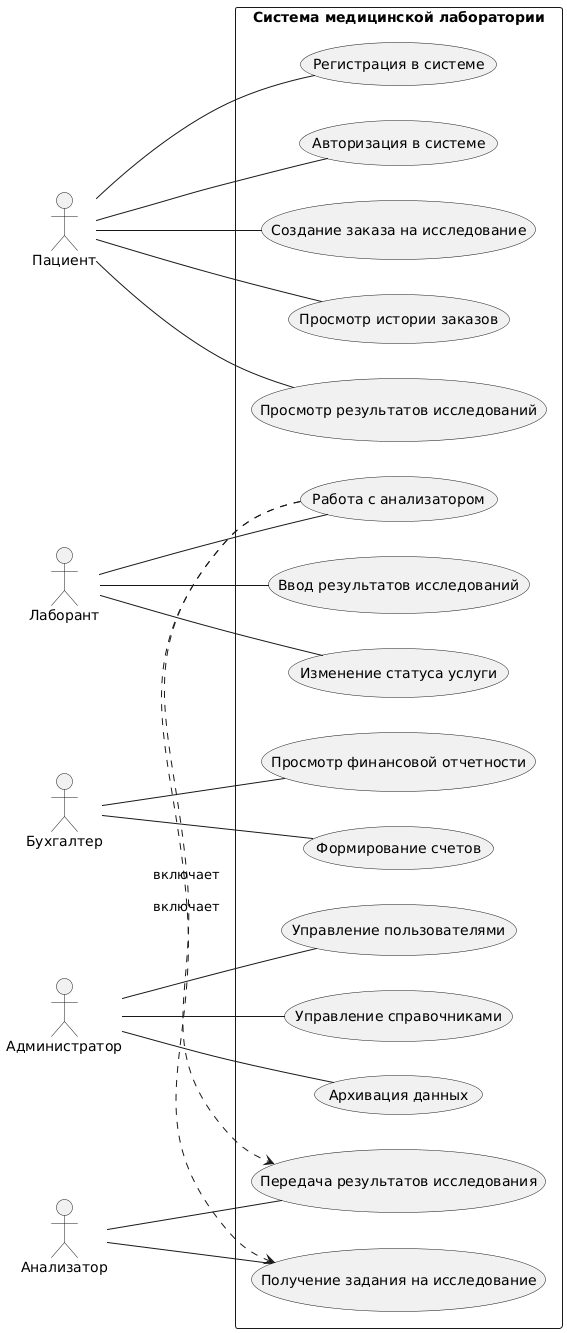 Система медицинской лаборатории
Регистрация в системе
Авторизация в системе
Создание заказа на исследование
Пациент
Просмотр истории заказов
Просмотр результатов исследований
Работа с анализатором
Ввод результатов исследований
Лаборант
Изменение статуса услуги
Просмотр финансовой отчетности
Бухгалтер
Формирование счетов
включает
включает
Управление пользователями
Управление справочниками
Администратор
Архивация данных
Передача результатов исследования
Анализатор
Получение задания на исследование